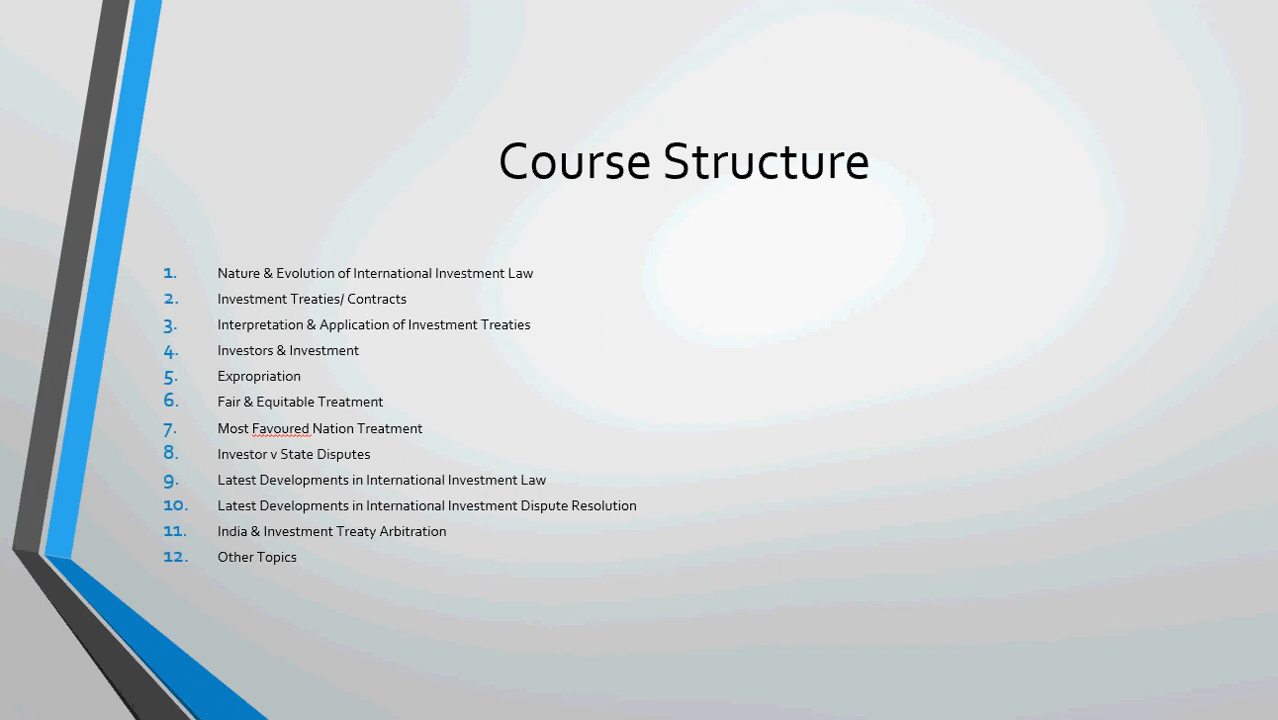 Course Structure
1. Nature & Evolution of International Investment Law
2. Investment Treaties/ Contracts
3. Interpretation & Application of Investment Treaties
4. Investors & Investment
5. Expropriation
6. Fair & Equitable Treatment
7. Most Favoured Nation Treatment
8. Investor v State Disputes
9. Latest Developments in International Investment Law
10. Latest Developments in International Investment Dispute Resolution
11. India & Investment Treaty Arbitration
12. Other Topics